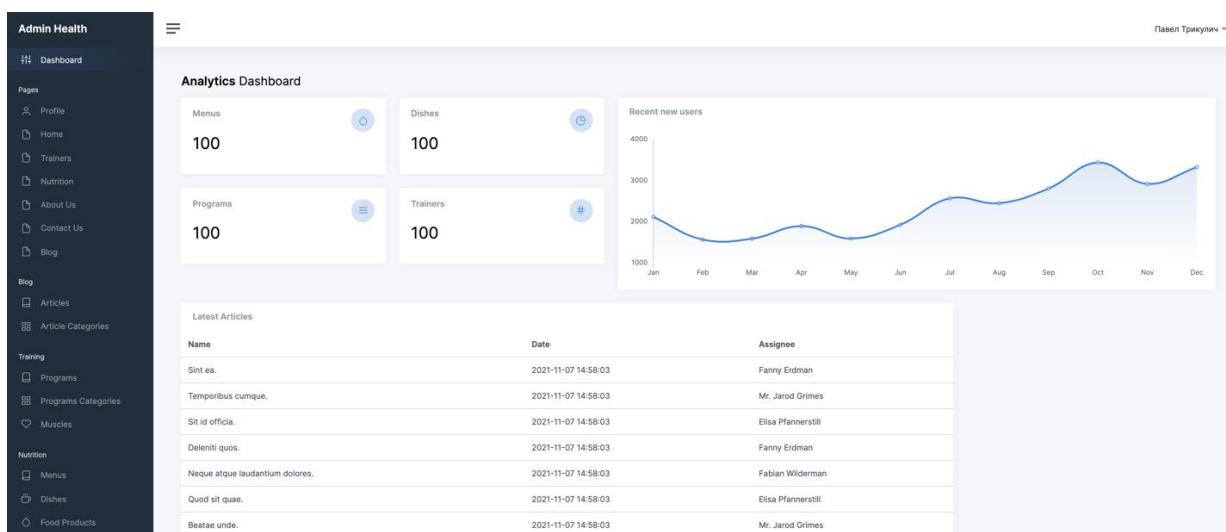 Admin Health
Dashboard
Pages
Profile
Home
Trainers
Nutrition
About Us
Contact Us
Blog
Blog
Articles
Article Categories
Training
Programs
Programs Categories
Muscles
Nutrition
Menus
Dishes
Food Products
Павел Трикулич
Analytics Dashboard
Menus
100
Dishes
100
Programs
100
Trainers
#
100
Recent new users
4000
3000
2000
1000
Jan Feb Mar Apr May Jun Jul Aug Sep Oct Nov Dec
Latest Articles
Name Date Assignee
Sint ea. 2021-11-07 14:58:03 Fanny Erdman
Temporibus cumque. 2021-11-07 14:58:03 Mr. Jarod Grimes
Sit id officia. 2021-11-07 14:58:03 Elisa Pfannerstill
Deleniti quos. 2021-11-07 14:58:03 Fanny Erdman
Neque atque laudantium dolores. 2021-11-07 14:58:03 Fabian Wilderman
Quod sit quae. 2021-11-07 14:58:03 Elisa Pfannerstill
Beatae unde. 2021-11-07 14:58:03 Mr. Jarod Grimes